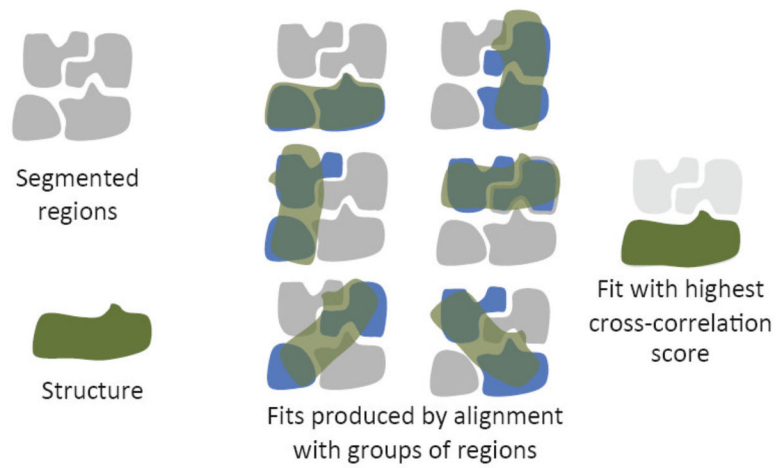 Segmented
regions
Structure
Fits produced by alignment
with groups of regions
Fit with highest
cross-correlation
score